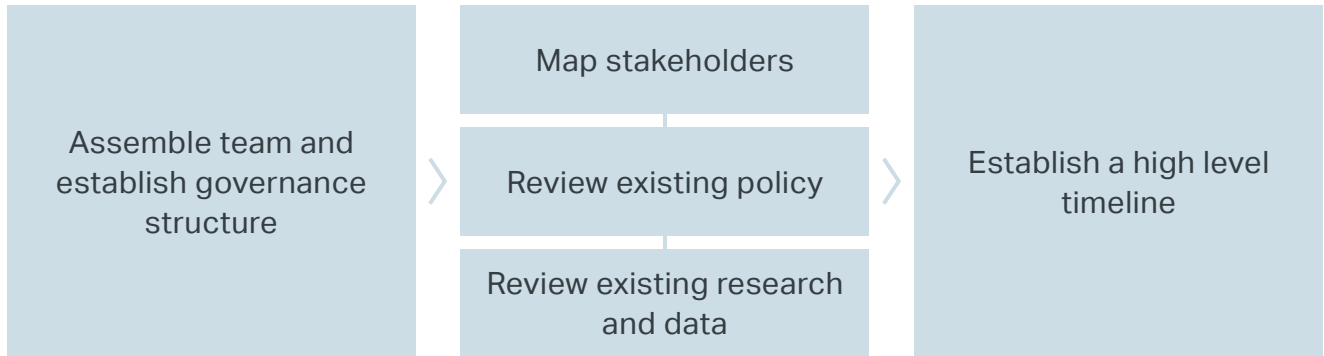 Assemble team and
establish governance
structure
Map stakeholders
Review existing policy
Review existing research
and data
Establish a high level
timeline